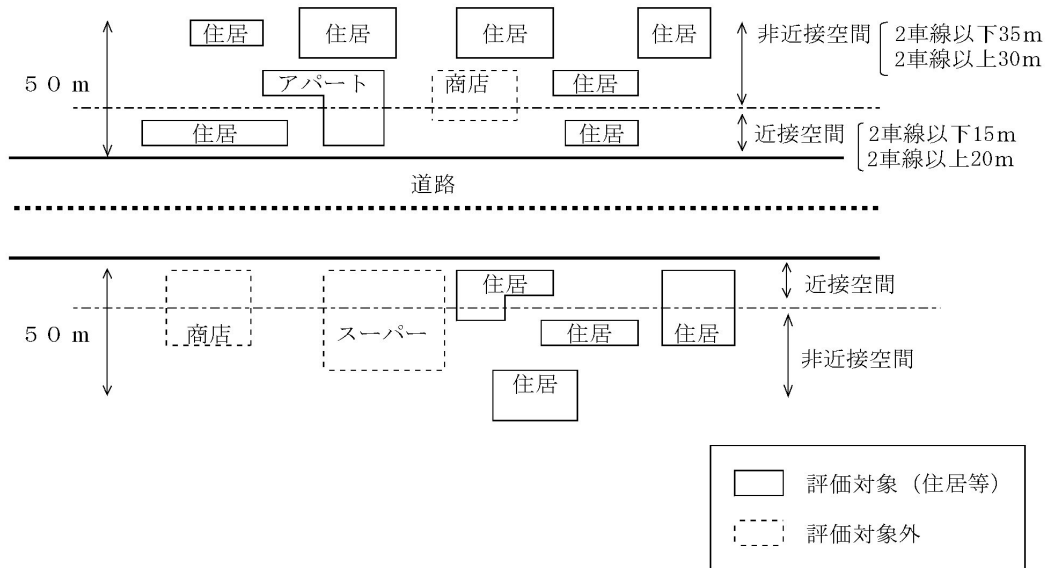 住居
住居
住居
住居
非近接空間
2車線以下35m
2車線以上30m
50m
アパート
商店
住居
住居
住居
近接空間
2車線以下15m
2車線以上20m
道路
住居
近接空間
50m
商店
スーパー
住居
住居
非近接空間
住居
評価対象（住居等）
評価対象外